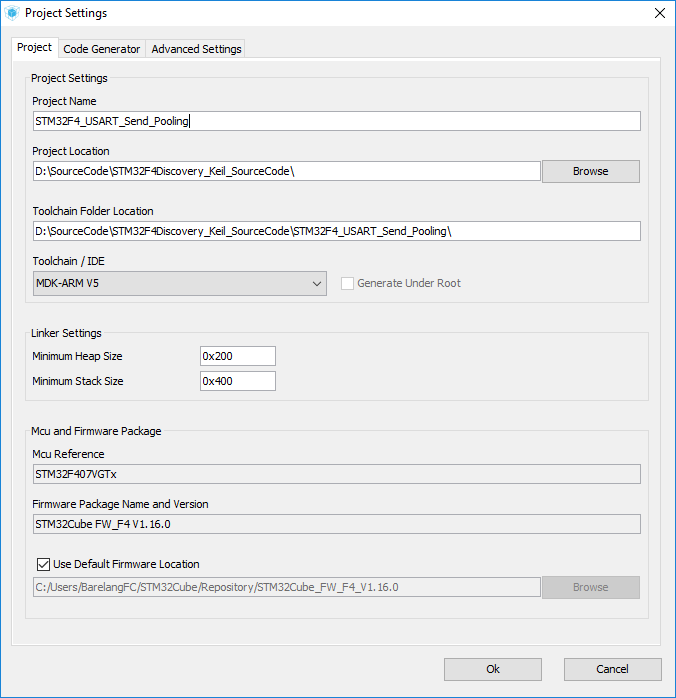 Project Settings
Project Code Generator Advanced Settings
Project Settings
Project Name
STM32F4_USART_Send_Pooling
Project Location
D:\SourceCode\STM32F4Discovery_Keil_SourceCode\ Browse
Toolchain Folder Location
D:\SourceCode\STM32F4Discovery_Keil_SourceCode\STM32F4_USART_Send_Pooling\
Toolchain / IDE
MDK-ARM V5 Generate Under Root
Linker Settings
Minimum Heap Size 0x200
Minimum Stack Size 0x400
Mcu and Firmware Package
Mcu Reference
STM32F407VGTx
Firmware Package Name and Version
STM32Cube FW_F4 V1.16.0
Use Default Firmware Location
C:/Users/BarelangFC/STM32Cube/Repository/STM32Cube_FW_F4_V1.16.0 Browse
Ok Cancel